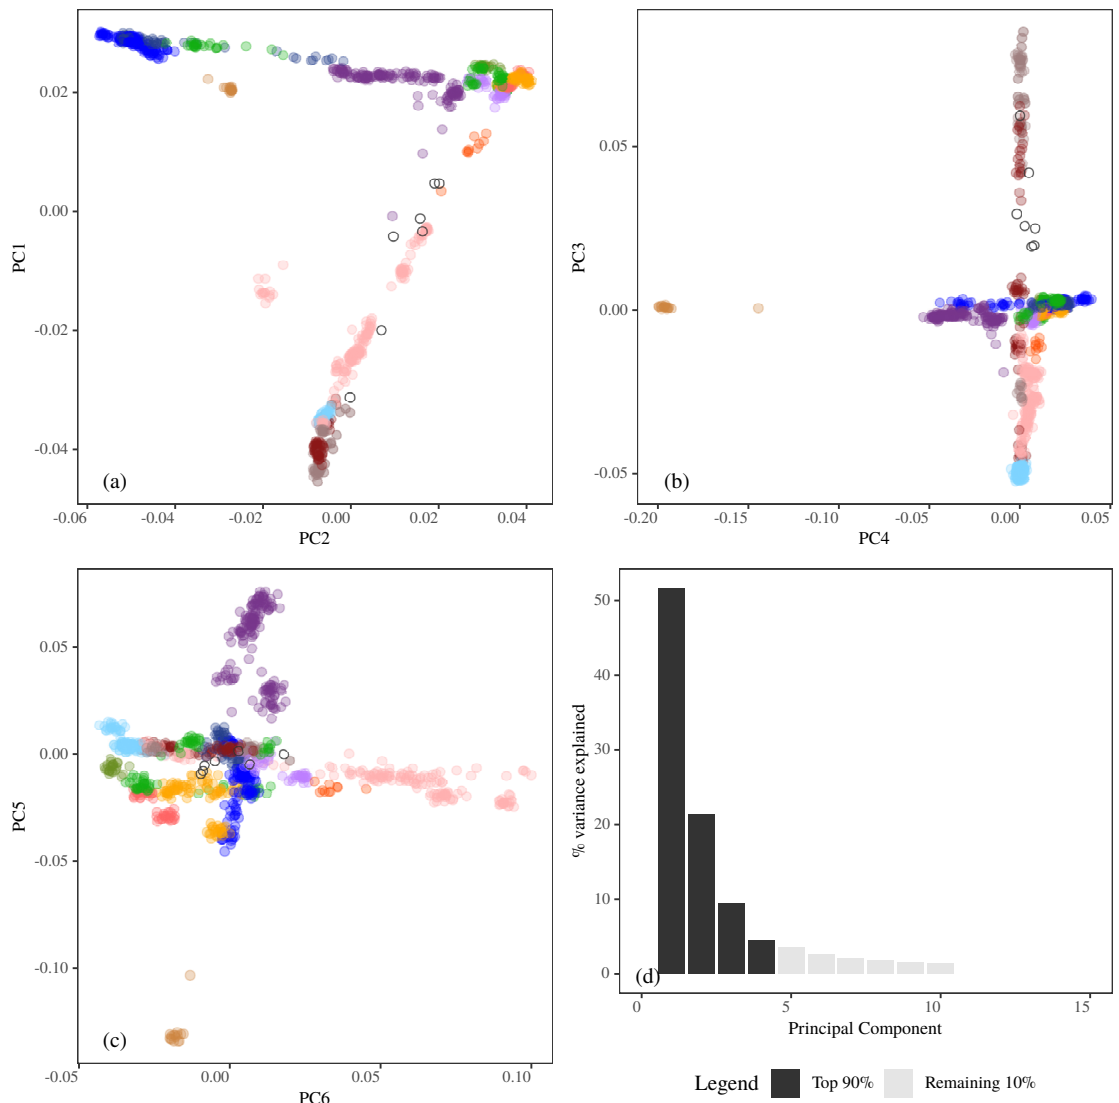 0.02
0.00
-0.02
-0.04
PC1
(a)
-0.06
-0.04
-0.02
0.00
0.02
0.04
PC2
0.05
0.00
-0.05
PC3
(b)
-0.20
-0.15
-0.10
-0.05
0.00
0.05
PC4
0.05
0.00
-0.05
-0.10
PC5
(c)
-0.05
0.00
0.05
0.10
PC6
50
40
30
20
10
0
% variance explained
(d)
0
5
10
15
Principal Component
Legend
Top 90%
Remaining 10%